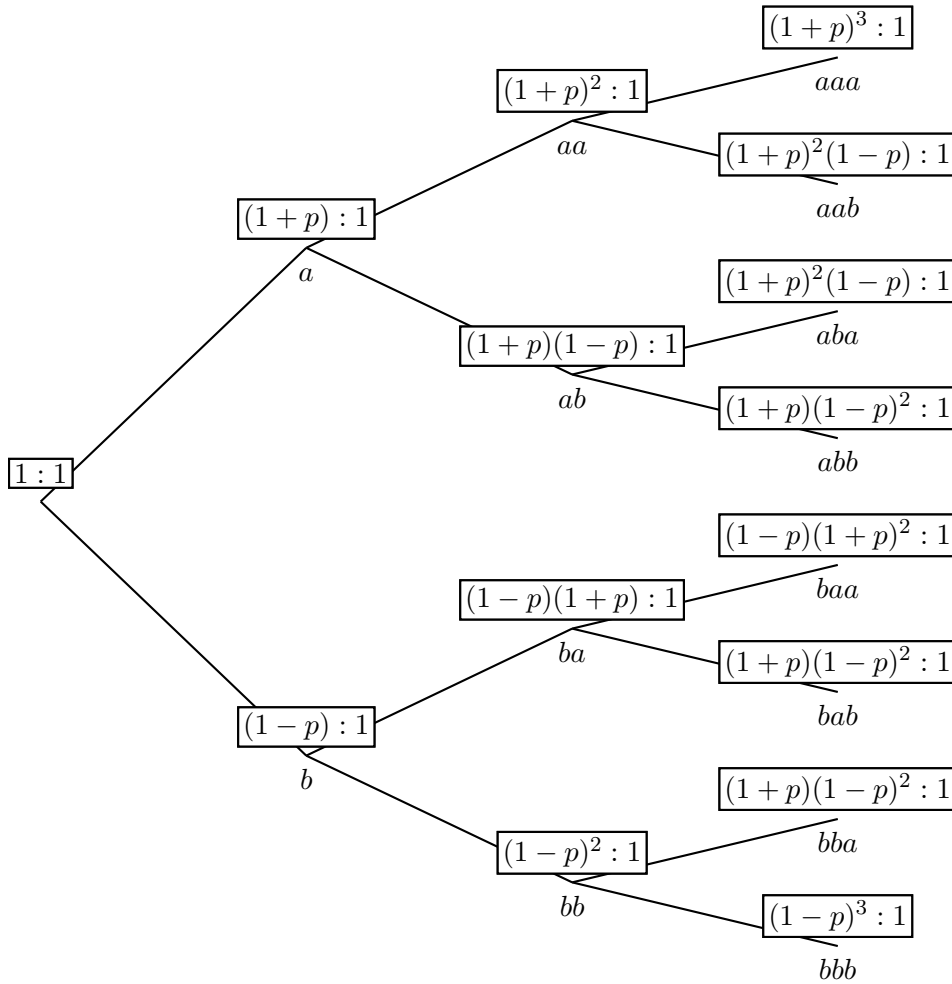 (1 + p)³ : 1
aaa
(1 + p)² : 1
aa
(1 + p)²(1 − p) : 1
aab
(1 + p) : 1
a
(1 + p)²(1 − p) : 1
aba
(1 + p)(1 − p) : 1
ab
(1 + p)(1 − p)² : 1
abb
1 : 1
(1 − p)(1 + p)² : 1
baa
(1 − p)(1 + p) : 1
ba
(1 + p)(1 − p)² : 1
bab
(1 − p) : 1
b
(1 + p)(1 − p)² : 1
bba
(1 − p)² : 1
bb
(1 − p)³ : 1
bbb